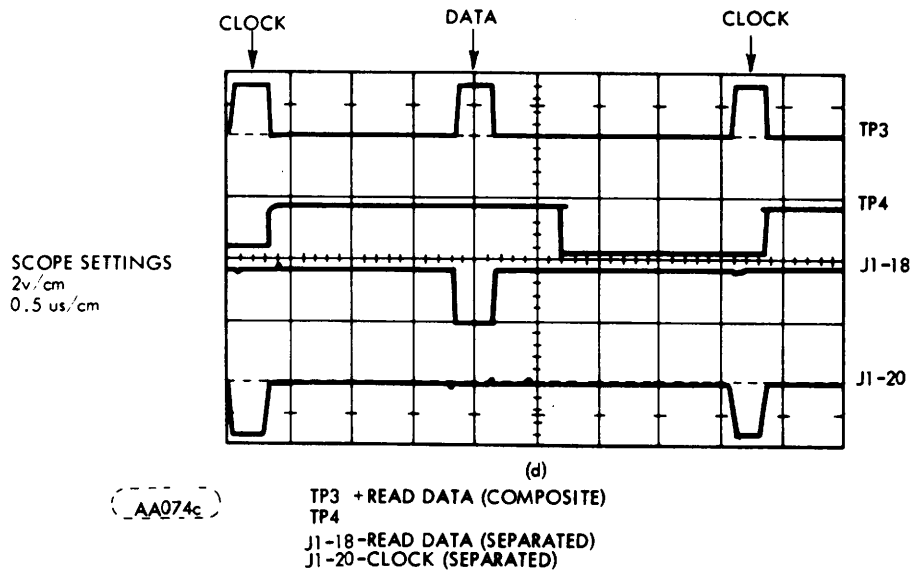 CLOCK DATA CLOCK
TP3
TP4
J1-18
SCOPE SETTINGS
2v/cm
0.5 us/cm
J1-20
(d)
AA074c
TP3 +READ DATA (COMPOSITE)
TP4
J1-18-READ DATA (SEPARATED)
J1-20-CLOCK (SEPARATED)